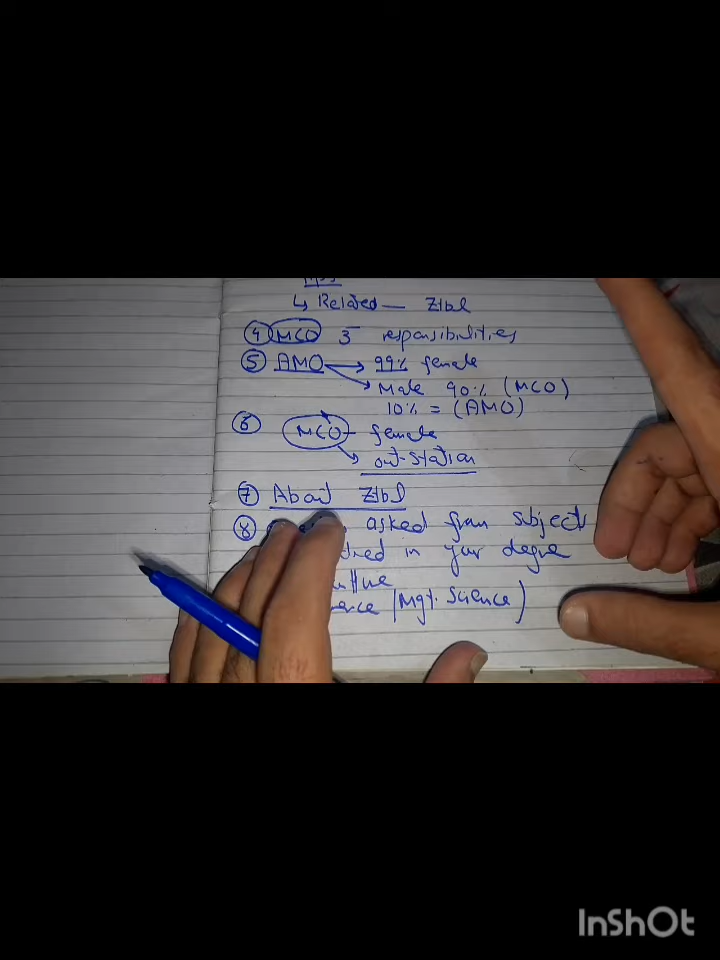 ↳ Related — Ztbl
④ MCO 3 responsibilities
⑤ AMO → 99% female
→ Male 90% (MCO)
10% = (AMO)
⑥ MCO - female
→ out-station
⑦ About Ztbl
⑧ asked from subjects
in your degree
(Mgt. Science)
InShOt